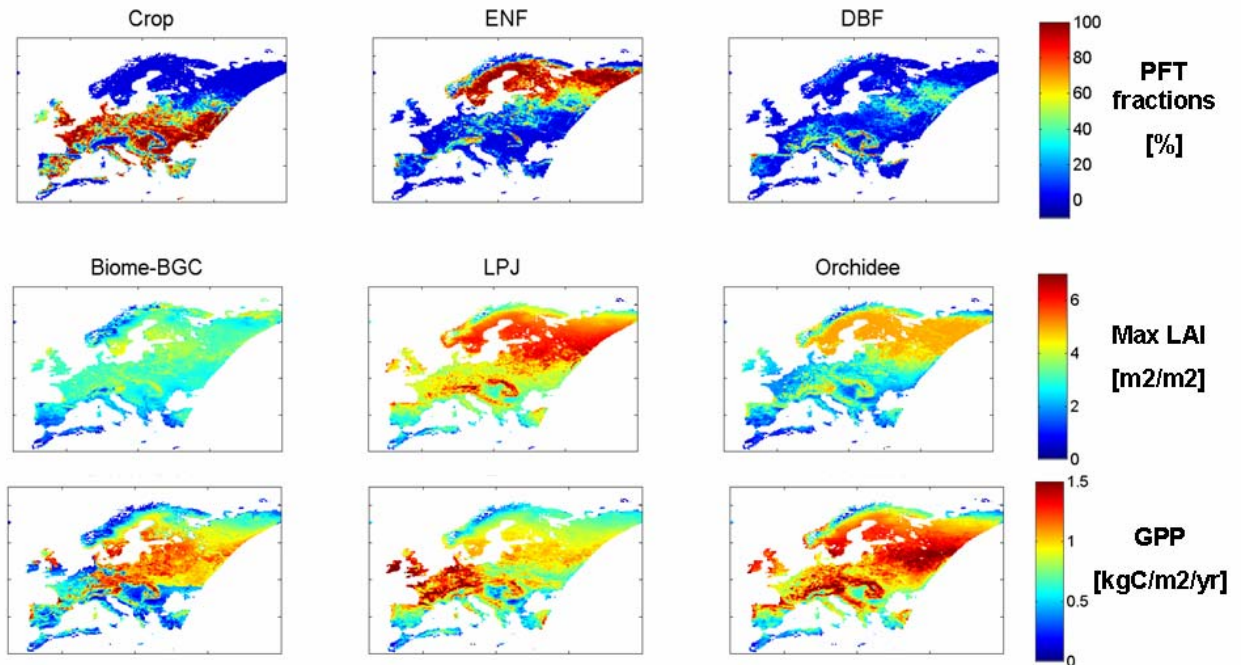 Crop
ENF
DBF
100
80
60
40
20
0
PFT
fractions
[%]
Biome-BGC
LPJ
Orchidee
6
4
2
0
Max LAI
[m2/m2]
1.5
1
0.5
0
GPP
[kgC/m2/yr]